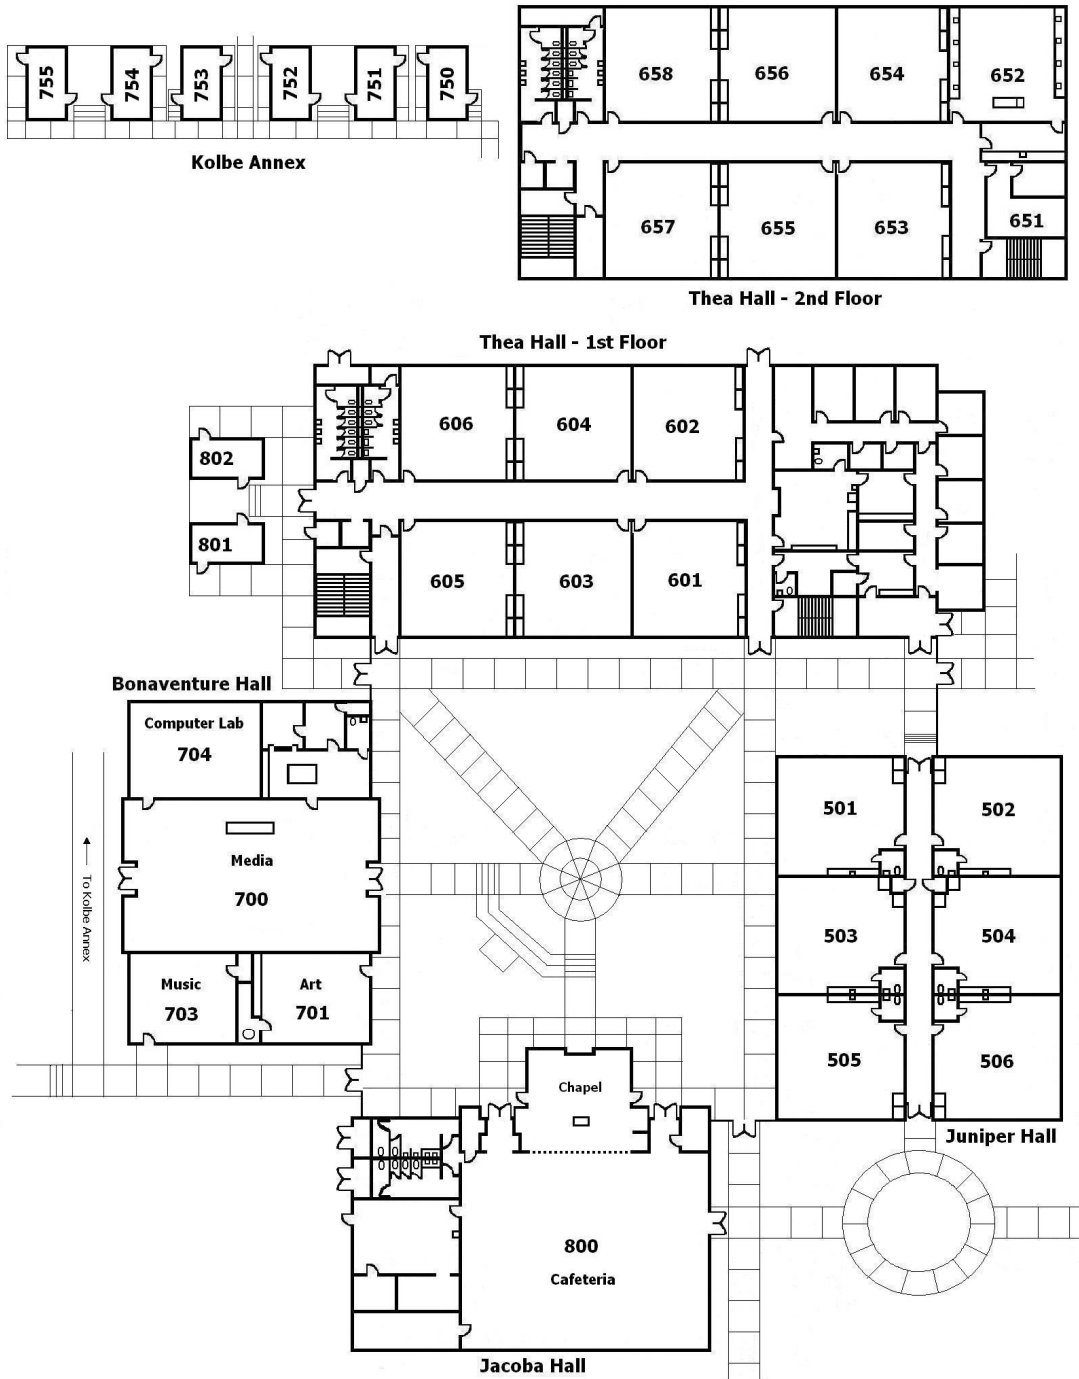 755
754
753
752
751
750
Kolbe Annex
658
656
654
652
657
655
653
651
Thea Hall - 2nd Floor
Thea Hall - 1st Floor
606
604
602
802
801
605
603
601
Bonaventure Hall
Computer Lab
704
Media
700
To Kolbe Annex
Music
703
Art
701
501
502
503
504
505
506
Juniper Hall
Chapel
800
Cafeteria
Jacoba Hall